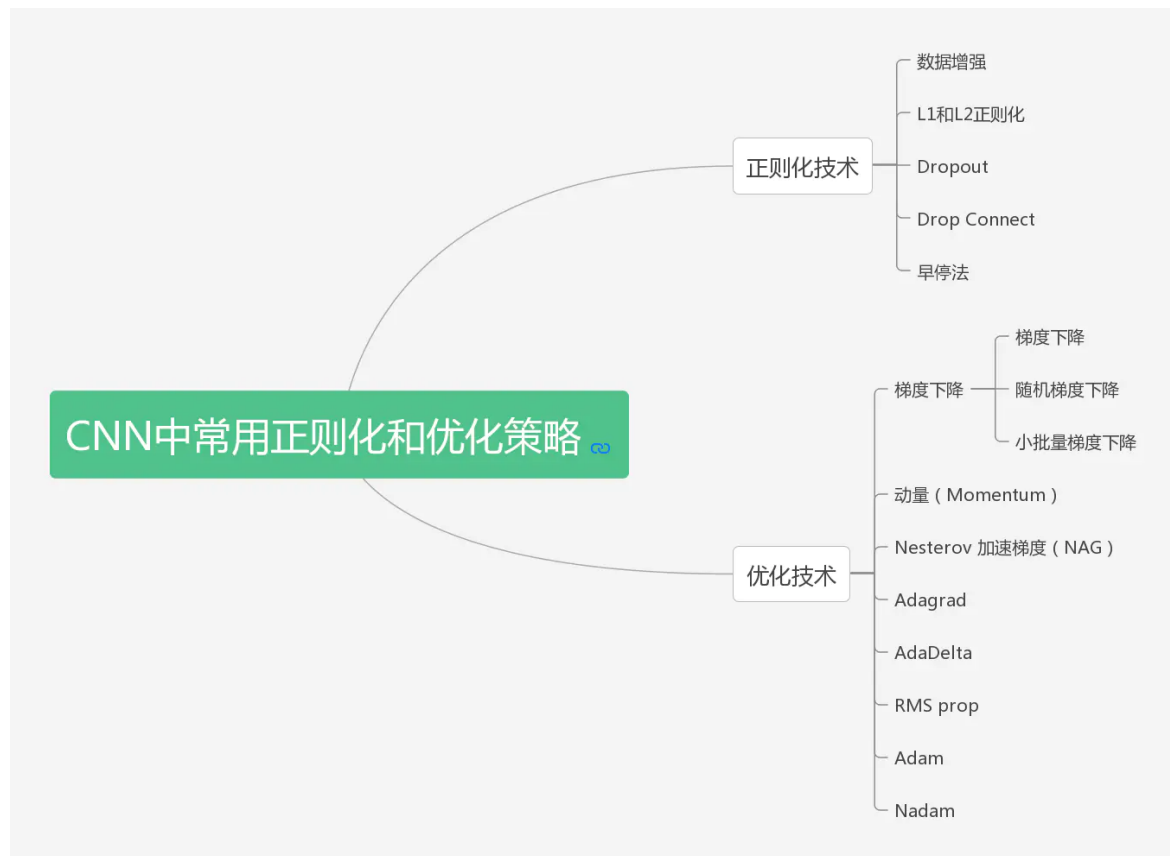 CNN中常用正则化和优化策略
正则化技术
数据增强
L1和L2正则化
Dropout
Drop Connect
早停法
优化技术
梯度下降
梯度下降
随机梯度下降
小批量梯度下降
动量（Momentum）
Nesterov 加速梯度（NAG）
Adagrad
AdaDelta
RMS prop
Adam
Nadam